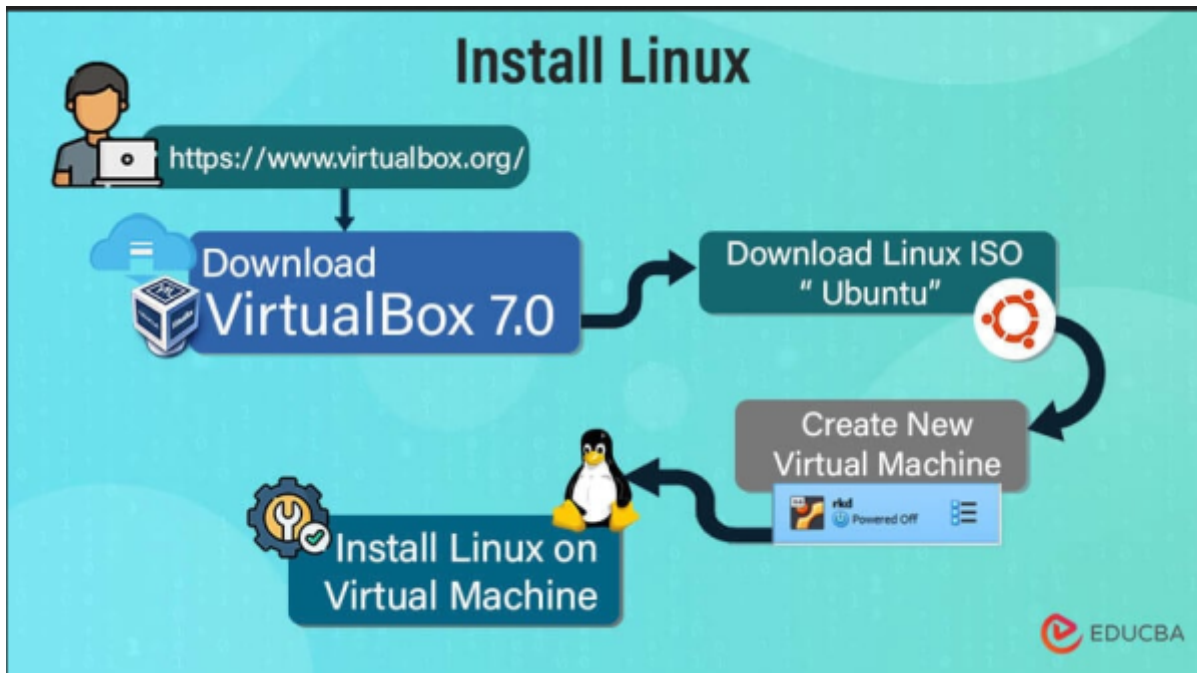 Install Linux
https://www.virtualbox.org/
Download
VirtualBox 7.0
Download Linux ISO
“ Ubuntu”
Create New
Virtual Machine
rkd
Powered Off
Install Linux on
Virtual Machine
EDUCBA